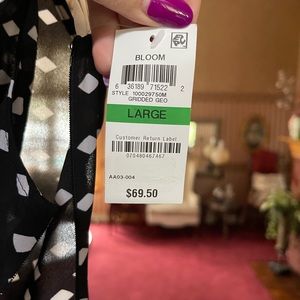 BLOOM
6 36189 71522 2
STYLE 100029750M
GRIDDED GEO
LARGE
Customer Return Label
070480467467
AA03-004
$69.50